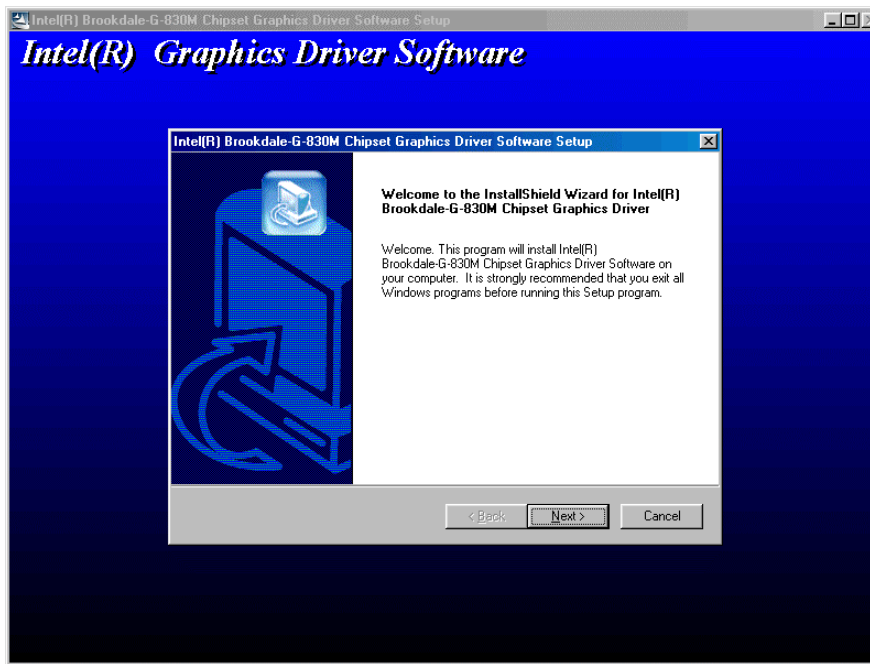 Intel(R) Brookdale-G-830M Chipset Graphics Driver Software Setup
Intel(R) Graphics Driver Software
Intel(R) Brookdale-G-830M Chipset Graphics Driver Software Setup
Welcome to the InstallShield Wizard for Intel(R)
Brookdale-G-830M Chipset Graphics Driver
Welcome. This program will install Intel(R)
Brookdale-G-830M Chipset Graphics Driver Software on
your computer. It is strongly recommended that you exit all
Windows programs before running this Setup program.
< Back
Next >
Cancel